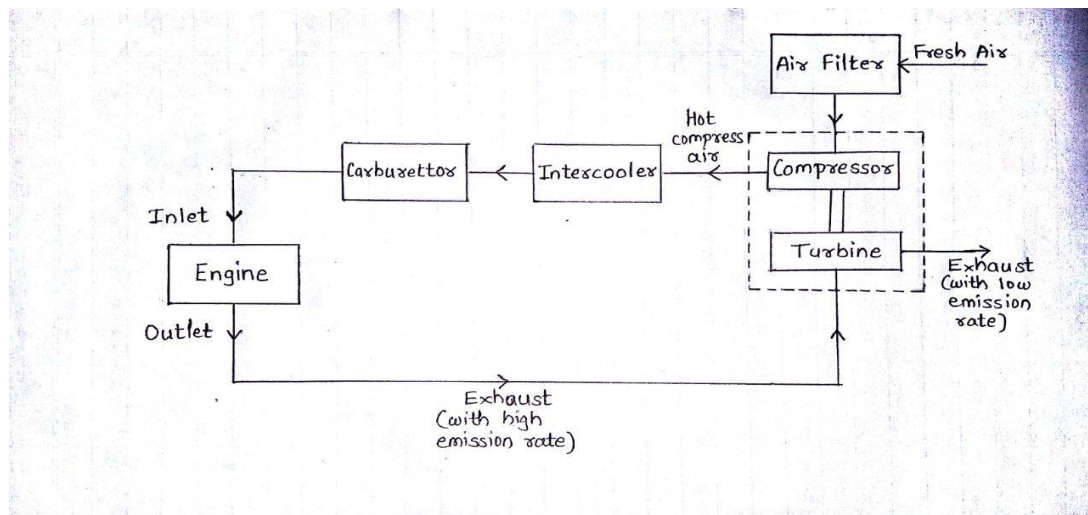 Fresh Air
Air Filter
Hot
compress
air
Compressor
Intercooler
Carburettor
Inlet
Engine
Outlet
Turbine
Exhaust
(with low
emission
rate)
Exhaust
(with high
emission rate)